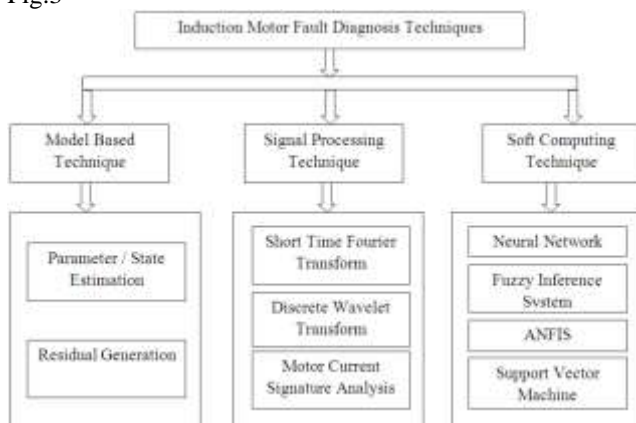 Fig.3
Induction Motor Fault Diagnosis Techniques
Model Based
Technique
Signal Processing
Technique
Soft Computing
Technique
Parameter / State
Estimation
Residual Generation
Short Time Fourier
Transform
Discrete Wavelet
Transform
Motor Current
Signature Analysis
Neural Network
Fuzzy Inference
System
ANFIS
Support Vector
Machine